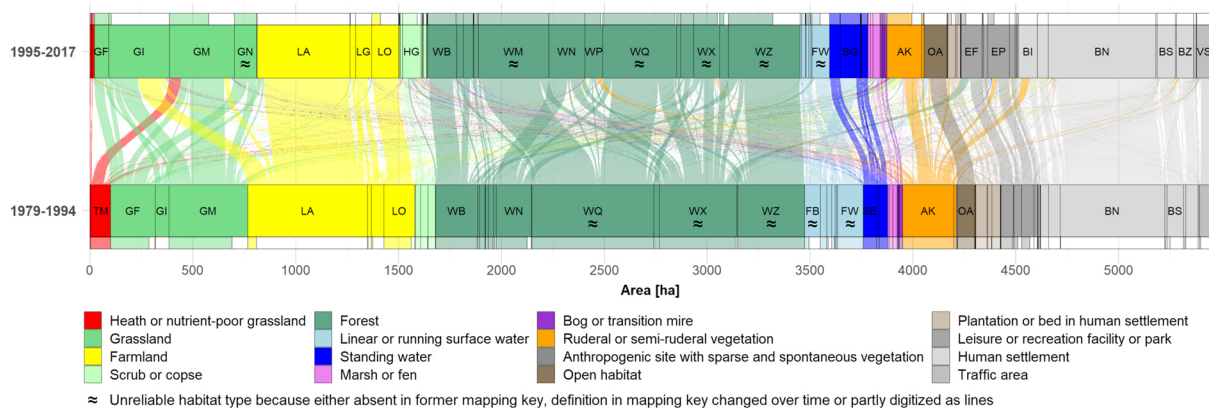 1995-2017
GF GI GM GN LA LG LO HG WB WM WN WP WQ WX WZ FW SG AK OA EF EP BI BN BS BZ VS
≈ ≈ ≈ ≈ ≈ ≈
1979-1994
TM GF GI GM LA LO WB WN WQ WX WZ FB FW SE AK OA BN BS
≈ ≈ ≈ ≈ ≈
0 500 1000 1500 2000 2500 3000 3500 4000 4500 5000
Area [ha]
Heath or nutrient-poor grassland Forest Bog or transition mire Plantation or bed in human settlement
Grassland Linear or running surface water Ruderal or semi-ruderal vegetation Leisure or recreation facility or park
Farmland Standing water Anthropogenic site with sparse and spontaneous vegetation Human settlement
Scrub or copse Marsh or fen Open habitat Traffic area
≈ Unreliable habitat type because either absent in former mapping key, definition in mapping key changed over time or partly digitized as lines